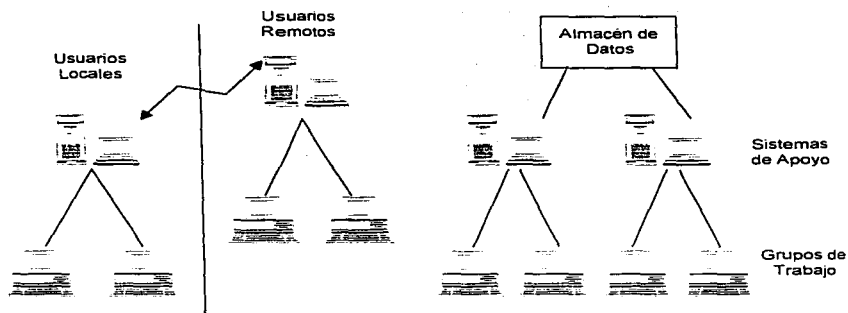 Usuarios
Locales
Usuarios
Remotos
Almacén de
Datos
Sistemas
de Apoyo
Grupos de
Trabajo